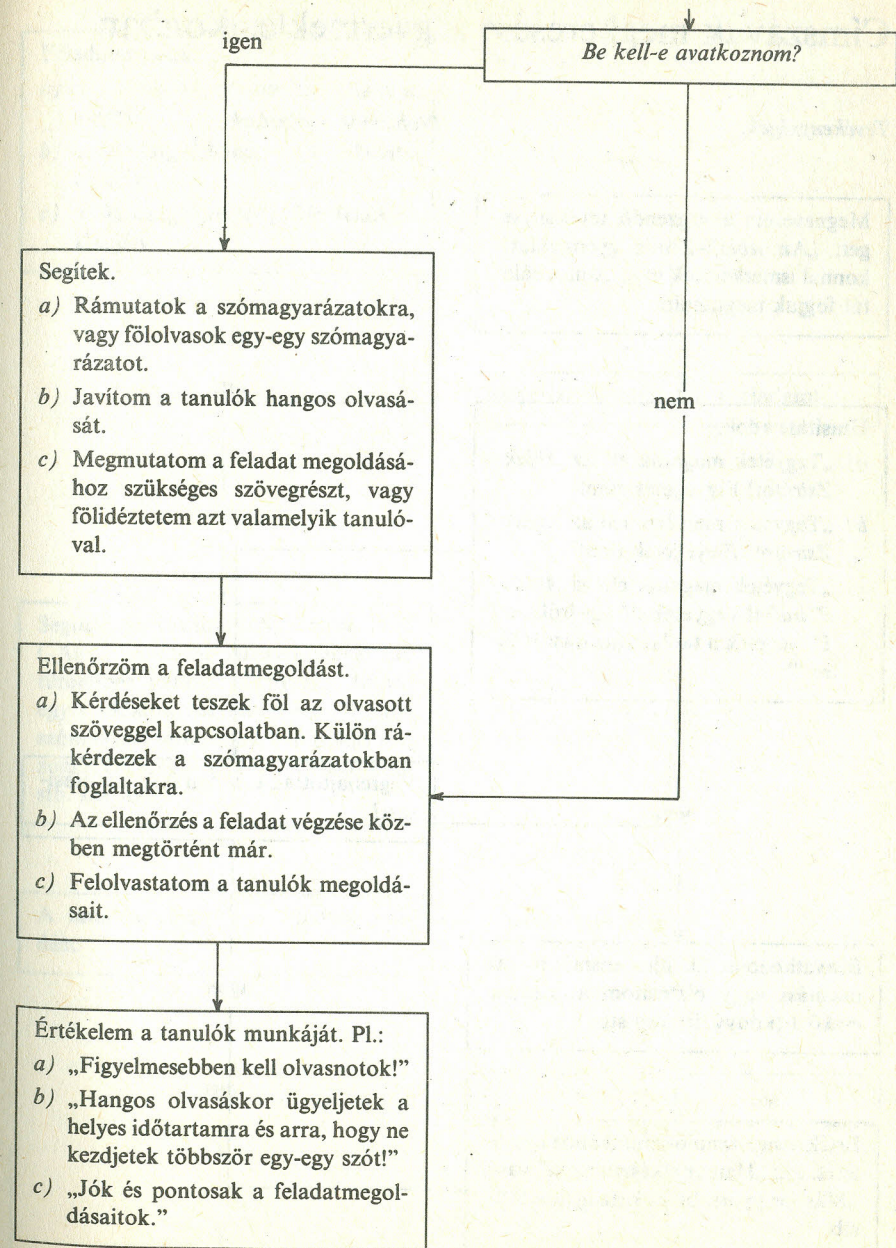 igen
Be kell-e avatkoznom?
Segítek.
a) Rámutatok a szómagyarázatokra,
vagy fölolvasok egy-egy szómagya-
rázatot.
b) Javítom a tanulók hangos olvasá-
sát.
c) Megmutatom a feladat megoldásá-
hoz szükséges szövegrészt, vagy
fölidéztetem azt valamelyik tanuló-
val.
nem
Ellenőrzöm a feladatmegoldást.
a) Kérdéseket teszek föl az olvasott
szöveggel kapcsolatban. Külön rá-
kérdezek a szómagyarázatokban
foglaltakra.
b) Az ellenőrzés a feladat végzése köz-
ben megtörtént már.
c) Felolvastatom a tanulók megoldá-
sait.
Értékelem a tanulók munkáját. Pl.:
a) „Figyelmesebben kell olvasnotok!”
b) „Hangos olvasáskor ügyeljetek a
helyes időtartamra és arra, hogy ne
kezdjetek többször egy-egy szót!”
c) „Jók és pontosak a feladatmegol-
dásaitok.”